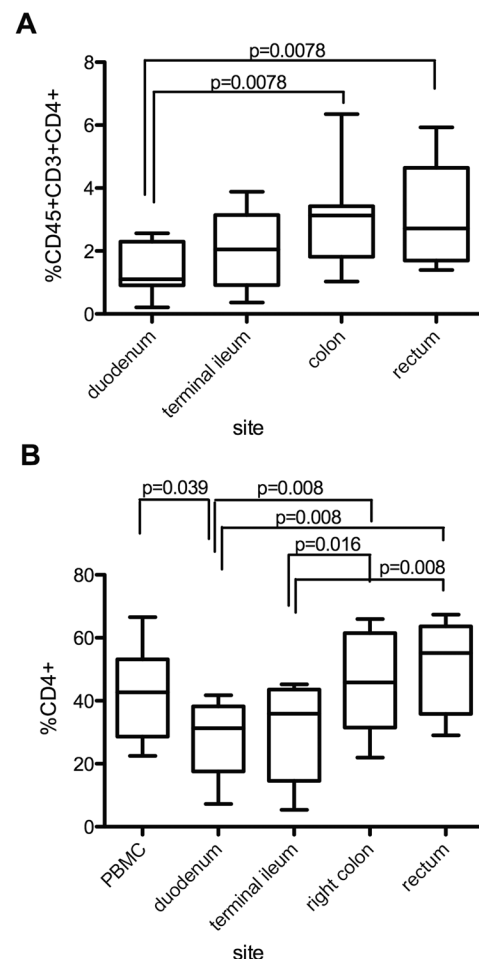 A
p=0.0078
p=0.0078
%CD45+CD3+CD4+
8
6
4
2
0
duodenum
terminal ileum
colon
rectum
site
B
p=0.039
p=0.008
p=0.008
p=0.016
p=0.008
%CD4+
80
60
40
20
0
PBMC
duodenum
terminal ileum
right colon
rectum
site